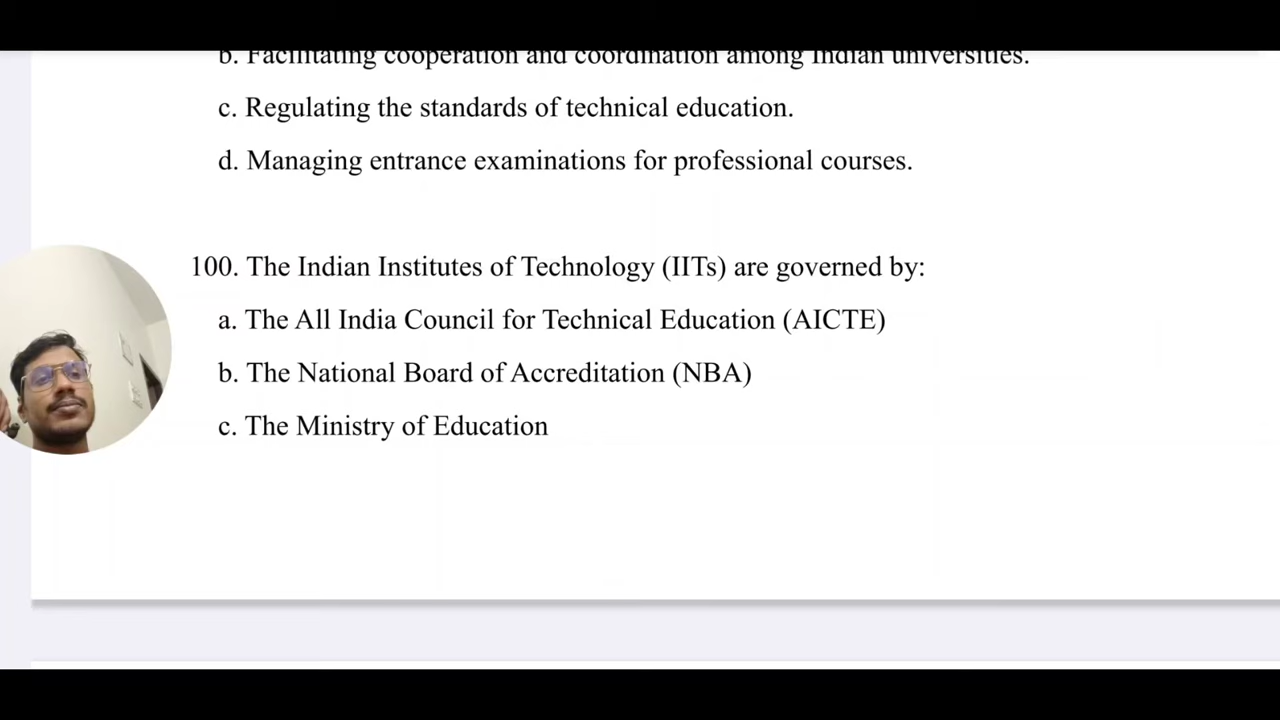 b. Facilitating cooperation and coordination among Indian universities.
c. Regulating the standards of technical education.
d. Managing entrance examinations for professional courses.
100. The Indian Institutes of Technology (IITs) are governed by:
a. The All India Council for Technical Education (AICTE)
b. The National Board of Accreditation (NBA)
c. The Ministry of Education